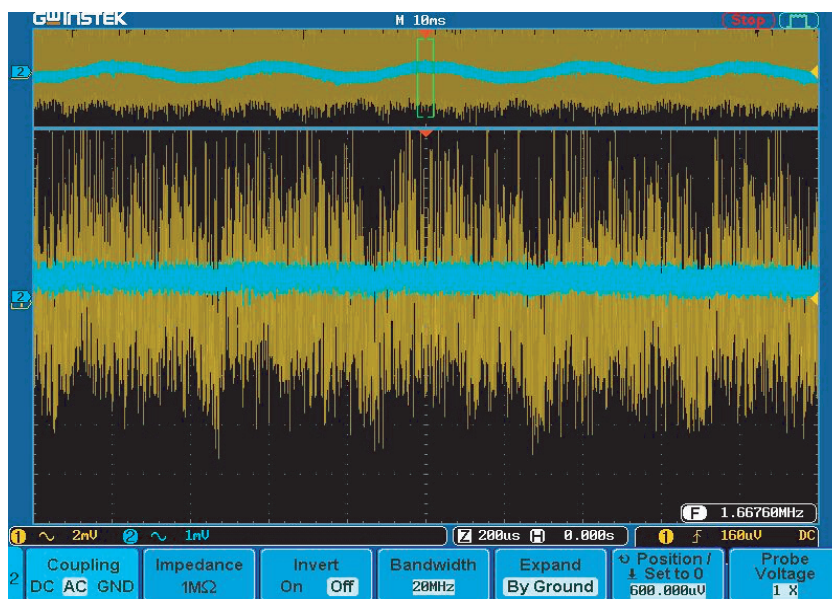 GWINSTEK M 10ms Stop
2
2
1 2mV 2 1mV Z 200us H 0.000s 1 160uV DC
F 1.66760MHz
2 Coupling Impedance Invert Bandwidth Expand Position / Probe
DC AC GND 1MΩ On Off 20MHz By Ground Set to 0 Voltage
600.000uV 1 X